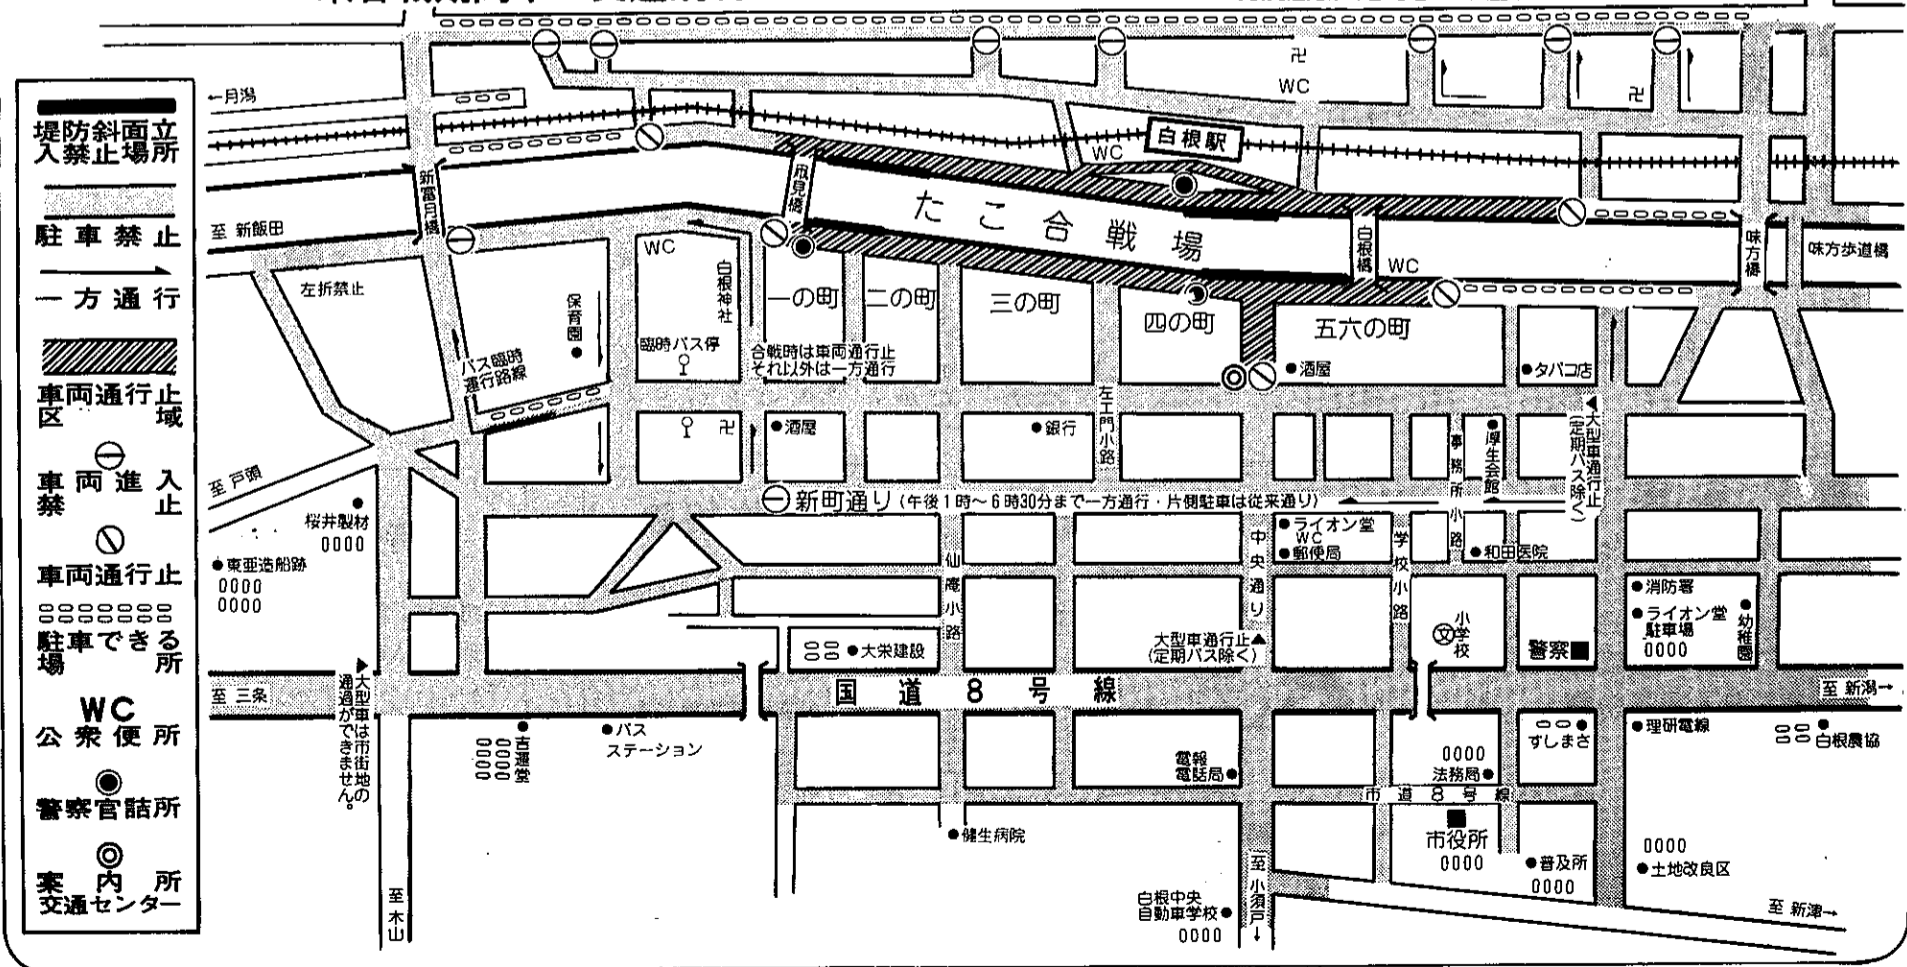 堤防斜面立
入禁止場所
駐車禁止
一方通行
車両通行止
区域
車両進入
禁止
車両通行止
駐車できる
場所
WC
公衆便所
警察官詰所
案内所
交通センター
←月潟
至 新飯田
新富月橋
凧見橋
たこ合戦場
白根駅
WC
卍
WC
卍
白根橋
WC
味方橋
味方歩道橋
左折禁止
保育園
WC
白根神社
臨時バス停
バス臨時
運行路線
一の町
二の町
三の町
四の町
五六の町
合戦時は車両通行止
それ以外は一方通行
酒屋
タバコ店
卍
酒屋
銀行
左エ門小路
事務所小路
厚生会館
大型車通行止
(定期バス除く)
至 戸頭
桜井製材
東亜造船跡
新町通り(午後1時〜6時30分まで一方通行・片側駐車は従来通り)
仙庵小路
中央通り
ライオン堂
WC
郵便局
学校小路
和田医院
消防署
ライオン堂
駐車場
幼稚園
文
小学校
警察
大型車通行止
(定期バス除く)
大栄建設
至 三条
国道8号線
至 新潟→
大型車は市街地の
通過ができません。
吉運堂
バス
ステーション
電報
電話局
法務局
すしまさ
理研電線
白根農協
市道8号線
市役所
健生病院
普及所
土地改良区
至 木山
白根中央
自動車学校
至 小須戸→
至 新津→